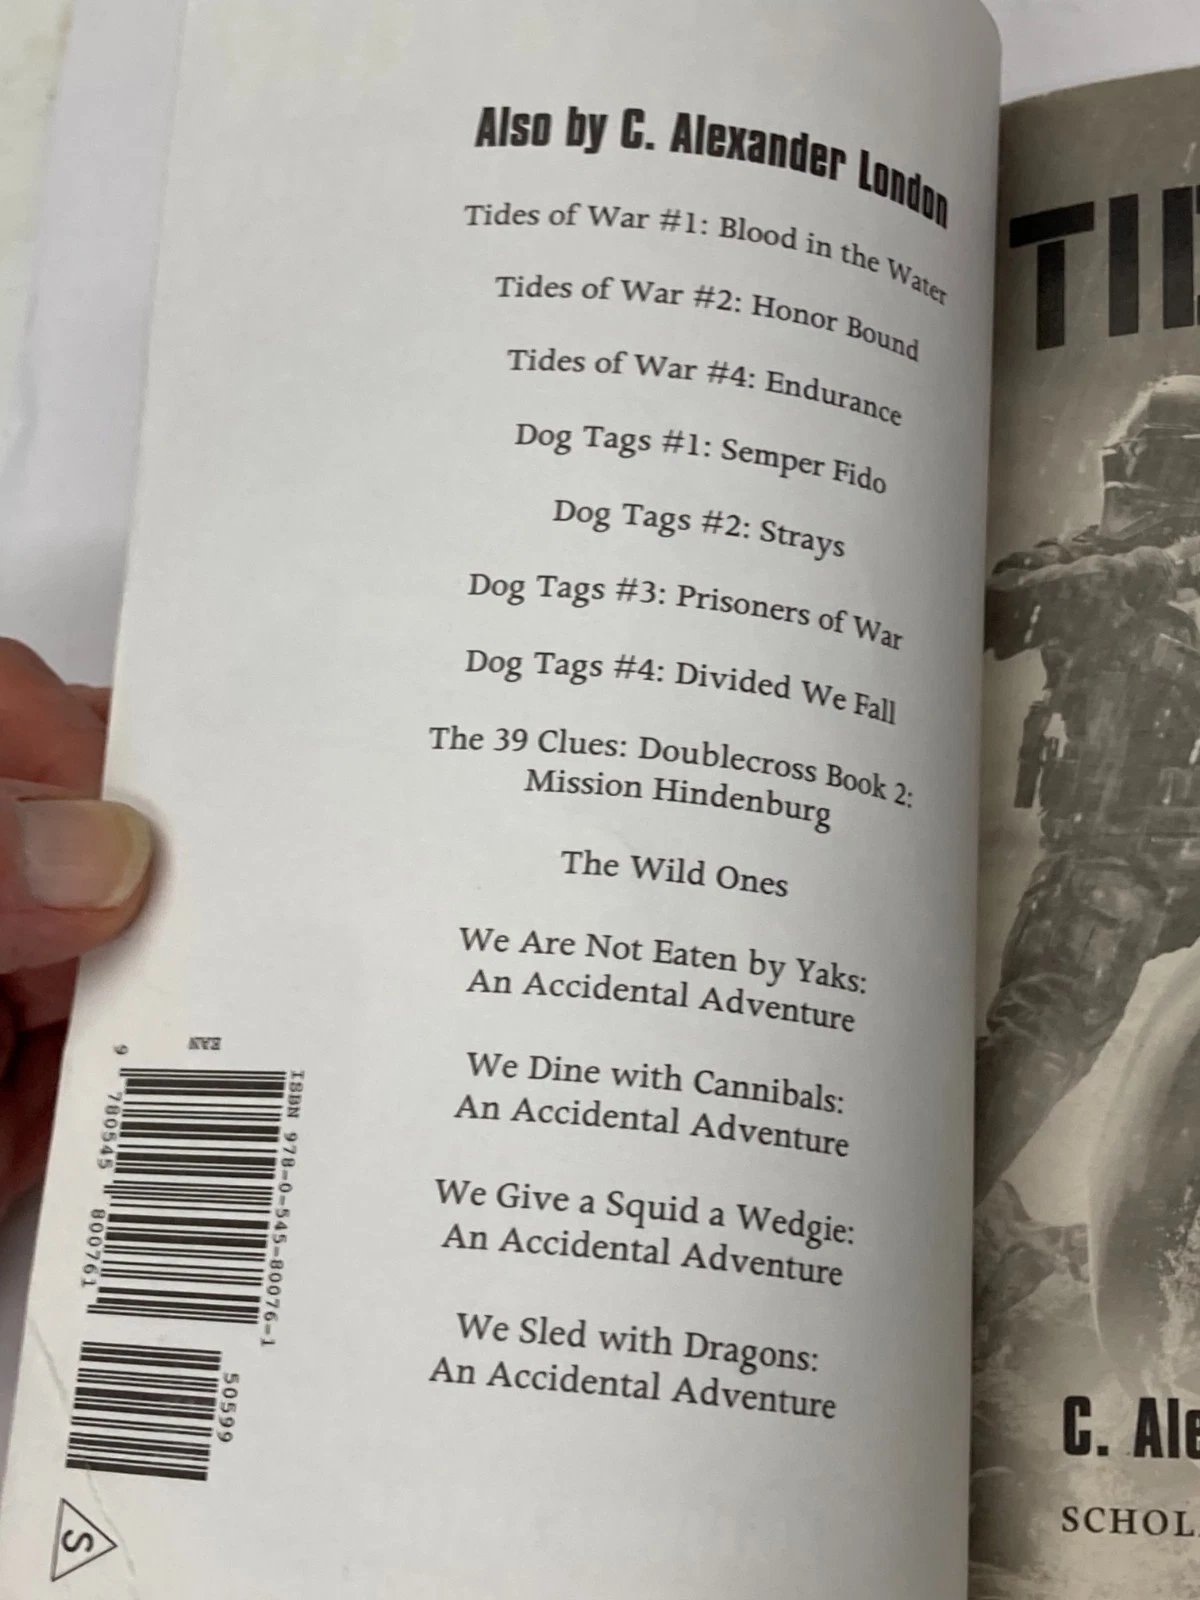 Also by C. Alexander London
Tides of War #1: Blood in the Water
Tides of War #2: Honor Bound
Tides of War #4: Endurance
Dog Tags #1: Semper Fido
Dog Tags #2: Strays
Dog Tags #3: Prisoners of War
Dog Tags #4: Divided We Fall
The 39 Clues: Doublecross Book 2:
Mission Hindenburg
The Wild Ones
We Are Not Eaten by Yaks:
An Accidental Adventure
We Dine with Cannibals:
An Accidental Adventure
We Give a Squid a Wedgie:
An Accidental Adventure
We Sled with Dragons:
An Accidental Adventure
EAN
ISBN 978-0-545-80076-1
9 780545 800761
50599
S
TI
C. Ale
SCHOL